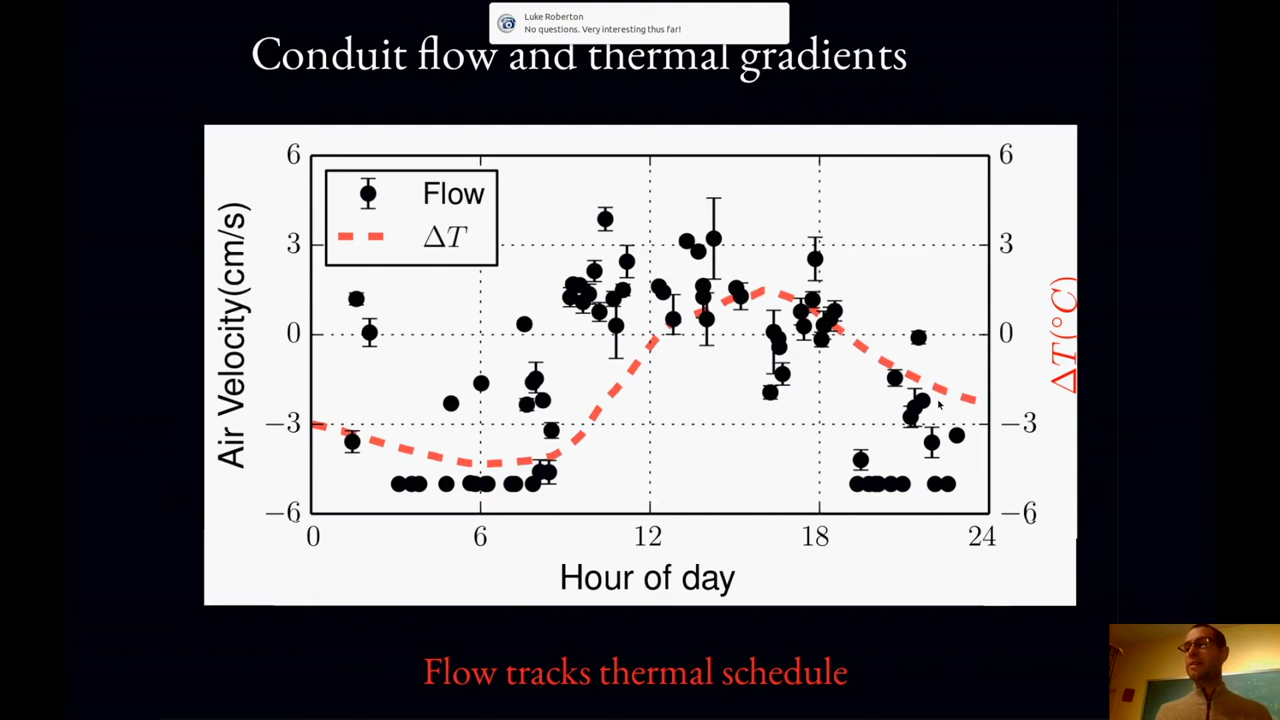 Luke Roberton
No questions. Very interesting thus far!
Conduit flow and thermal gradients
6
3
0
−3
−6
Air Velocity(cm/s)
Flow
ΔT
6
3
0
−3
−6
ΔT(°C)
0
6
12
18
24
Hour of day
Flow tracks thermal schedule